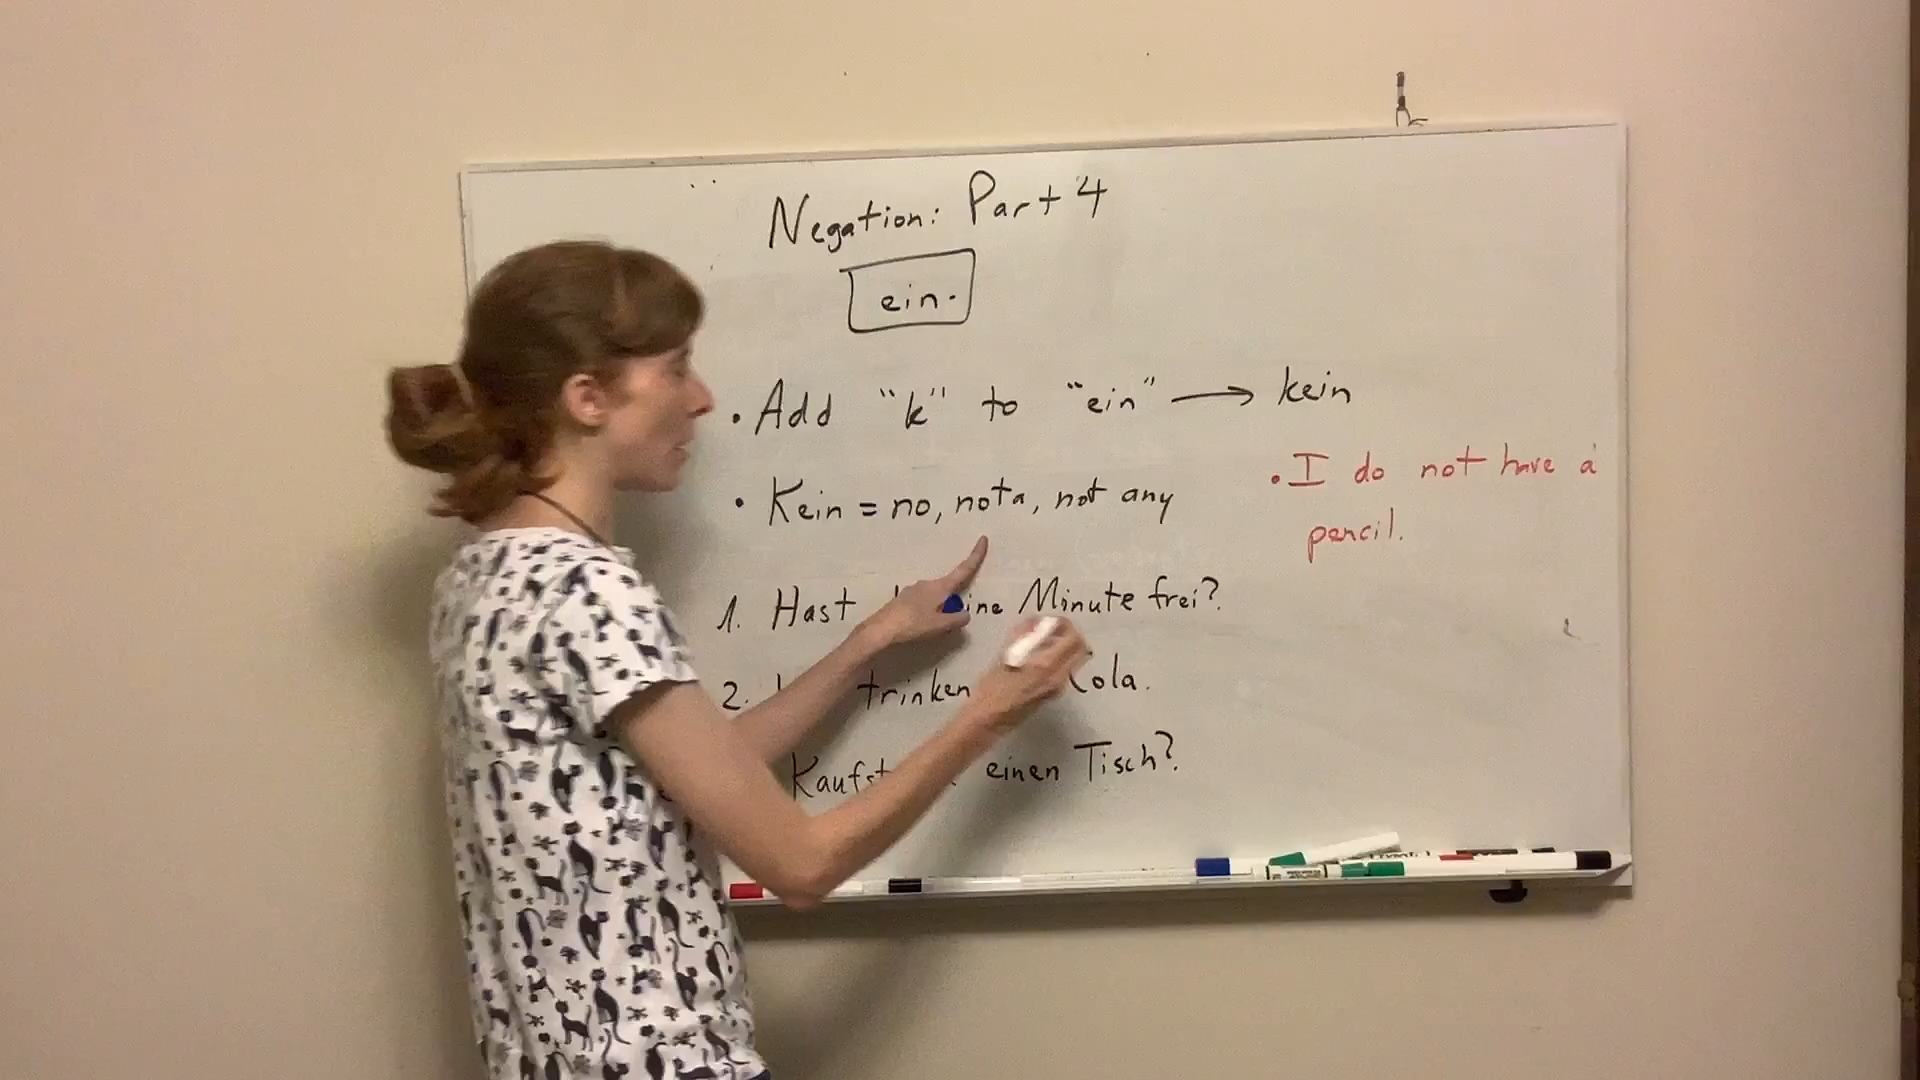 Negation: Part 4
ein.
• Add "k" to "ein" → kein
• Kein = no, not a, not any
• I do not have a
pencil.
1. Hast Minute frei?
2. trinken Cola.
Kaufst einen Tisch?